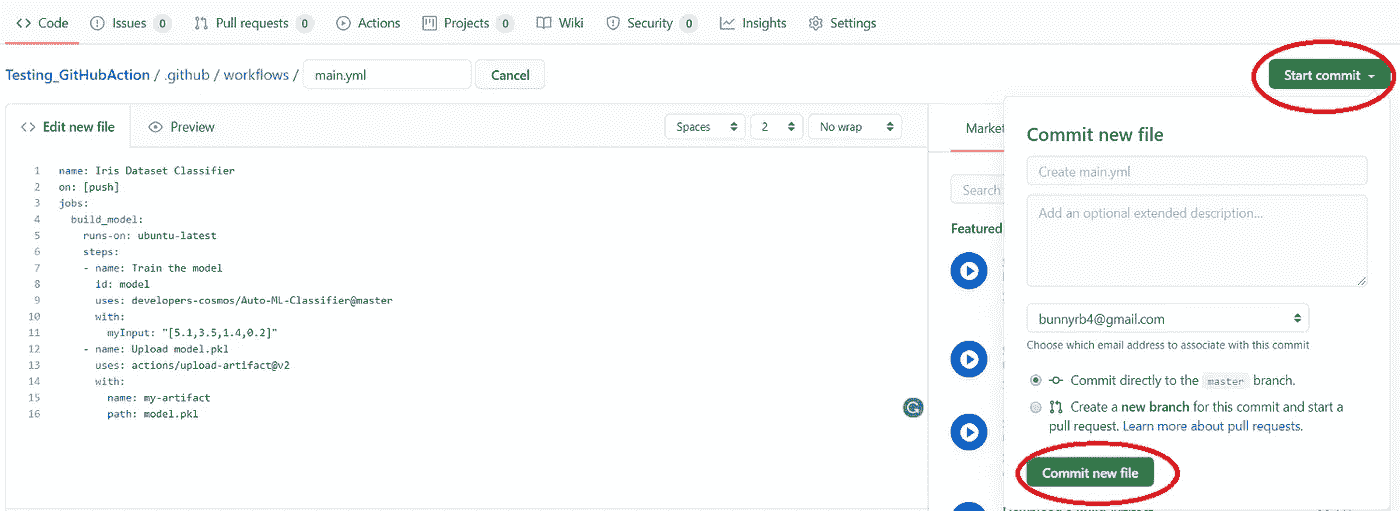 Code Issues 0 Pull requests 0 Actions Projects 0 Wiki Security 0 Insights Settings
Testing_GitHubAction / .github / workflows / main.yml Cancel Start commit
Edit new file Preview Spaces 2 No wrap
1 name: Iris Dataset Classifier
2 on: [push]
3 jobs:
4 build_model:
5 runs-on: ubuntu-latest
6 steps:
7 - name: Train the model
8 id: model
9 uses: developers-cosmos/Auto-ML-Classifier@master
10 with:
11 myInput: "[5.1,3.5,1.4,0.2]"
12 - name: Upload model.pkl
13 uses: actions/upload-artifact@v2
14 with:
15 name: my-artifact
16 path: model.pkl
Market
Search
Featured
Commit new file
Create main.yml
Add an optional extended description...
bunnyrb4@gmail.com
Choose which email address to associate with this commit
Commit directly to the master branch.
Create a new branch for this commit and start a
pull request. Learn more about pull requests.
Commit new file